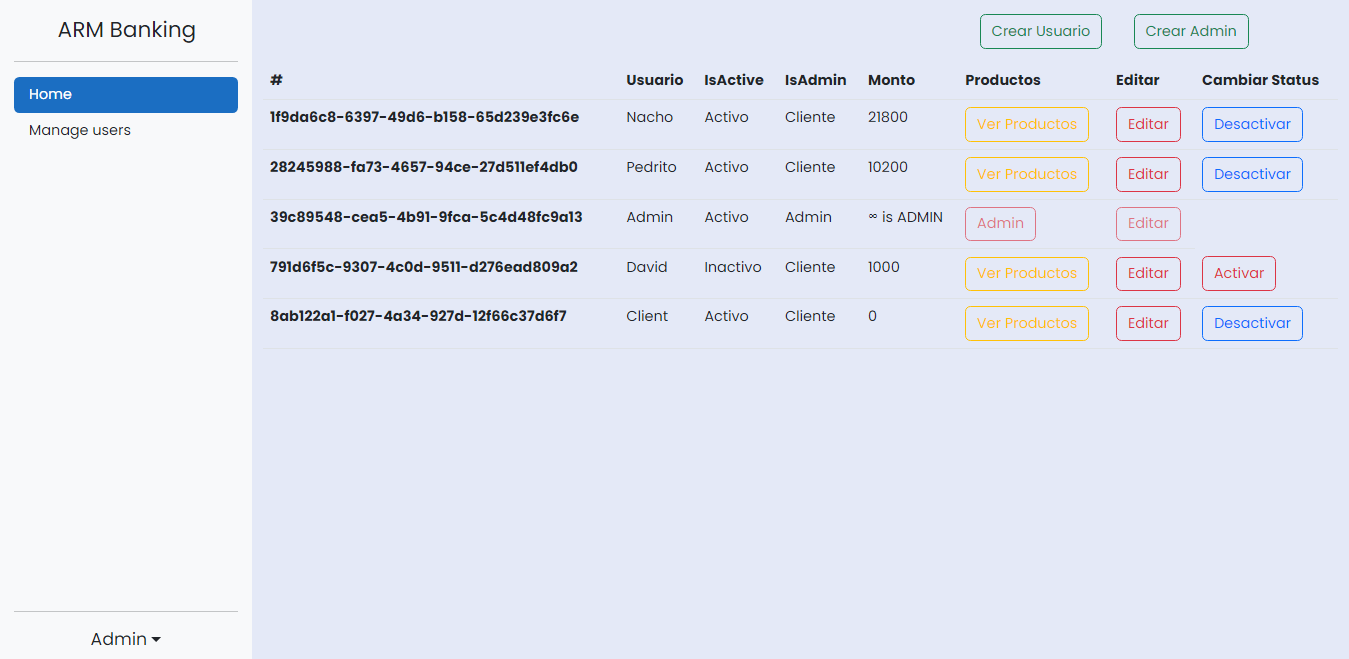 ARM Banking
Home
Manage users
Admin
Crear Usuario Crear Admin
# Usuario IsActive IsAdmin Monto Productos Editar Cambiar Status
1f9da6c8-6397-49d6-b158-65d239e3fc6e Nacho Activo Cliente 21800 Ver Productos Editar Desactivar
28245988-fa73-4657-94ce-27d511ef4db0 Pedrito Activo Cliente 10200 Ver Productos Editar Desactivar
39c89548-cea5-4b91-9fca-5c4d48fc9a13 Admin Activo Admin ∞ is ADMIN Admin Editar
791d6f5c-9307-4c0d-9511-d276ead809a2 David Inactivo Cliente 1000 Ver Productos Editar Activar
8ab122a1-f027-4a34-927d-12f66c37d6f7 Client Activo Cliente 0 Ver Productos Editar Desactivar